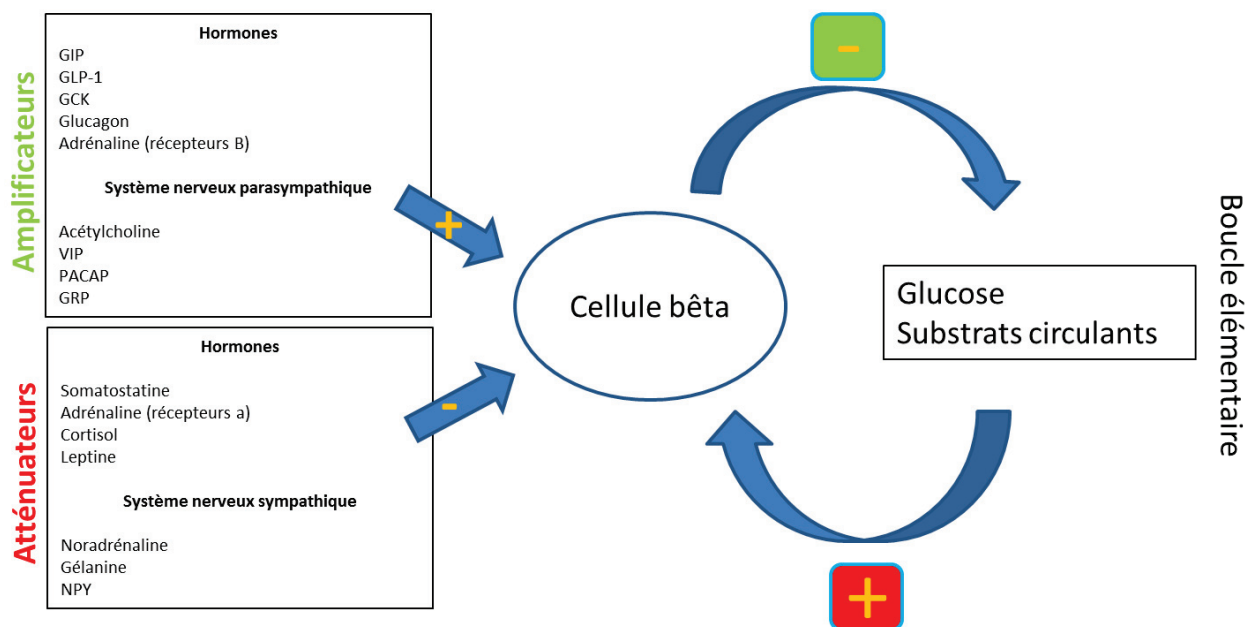 Amplificateurs
Hormones
GIP
GLP-1
GCK
Glucagon
Adrénaline (récepteurs B)
Système nerveux parasympathique
Acétylcholine
VIP
PACAP
GRP
+
Atténuateurs
Hormones
Somatostatine
Adrénaline (récepteurs a)
Cortisol
Leptine
Système nerveux sympathique
Noradrénaline
Gélanine
NPY
-
Cellule bêta
-
Glucose
Substrats circulants
+
Boucle élémentaire